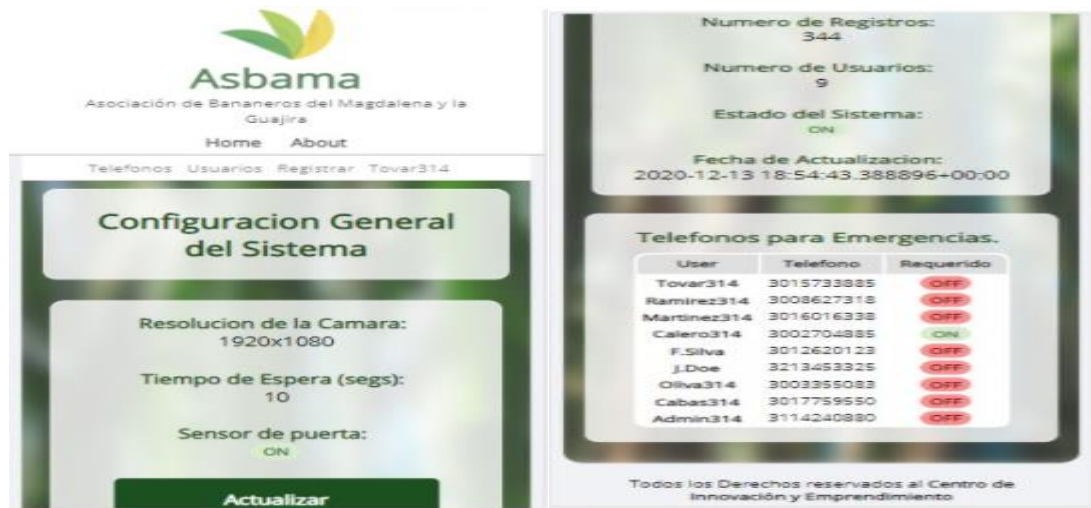 Asbama
Asociación de Bananeros del Magdalena y la
Guajira
Home About
Telefonos Usuarios Registrar Tovar314
Configuracion General
del Sistema
Resolucion de la Camara:
1920x1080
Tiempo de Espera (segs):
10
Sensor de puerta:
ON
Actualizar
Numero de Registros:
344
Numero de Usuarios:
9
Estado del Sistema:
ON
Fecha de Actualizacion:
2020-12-13 18:54:43.388896+00:00
Telefonos para Emergencias.
User Telefono Requerido
Tovar314 3015733885 OFF
Ramirez314 3008627318 OFF
Martinez314 3016016338 OFF
Calero314 3002704885 ON
F.Silva 3012620123 OFF
J.Doe 3213453325 OFF
Oliva314 3003355083 OFF
Cabas314 3017759550 OFF
Admin314 3114240880 OFF
Todos los Derechos reservados al Centro de
Innovación y Emprendimiento